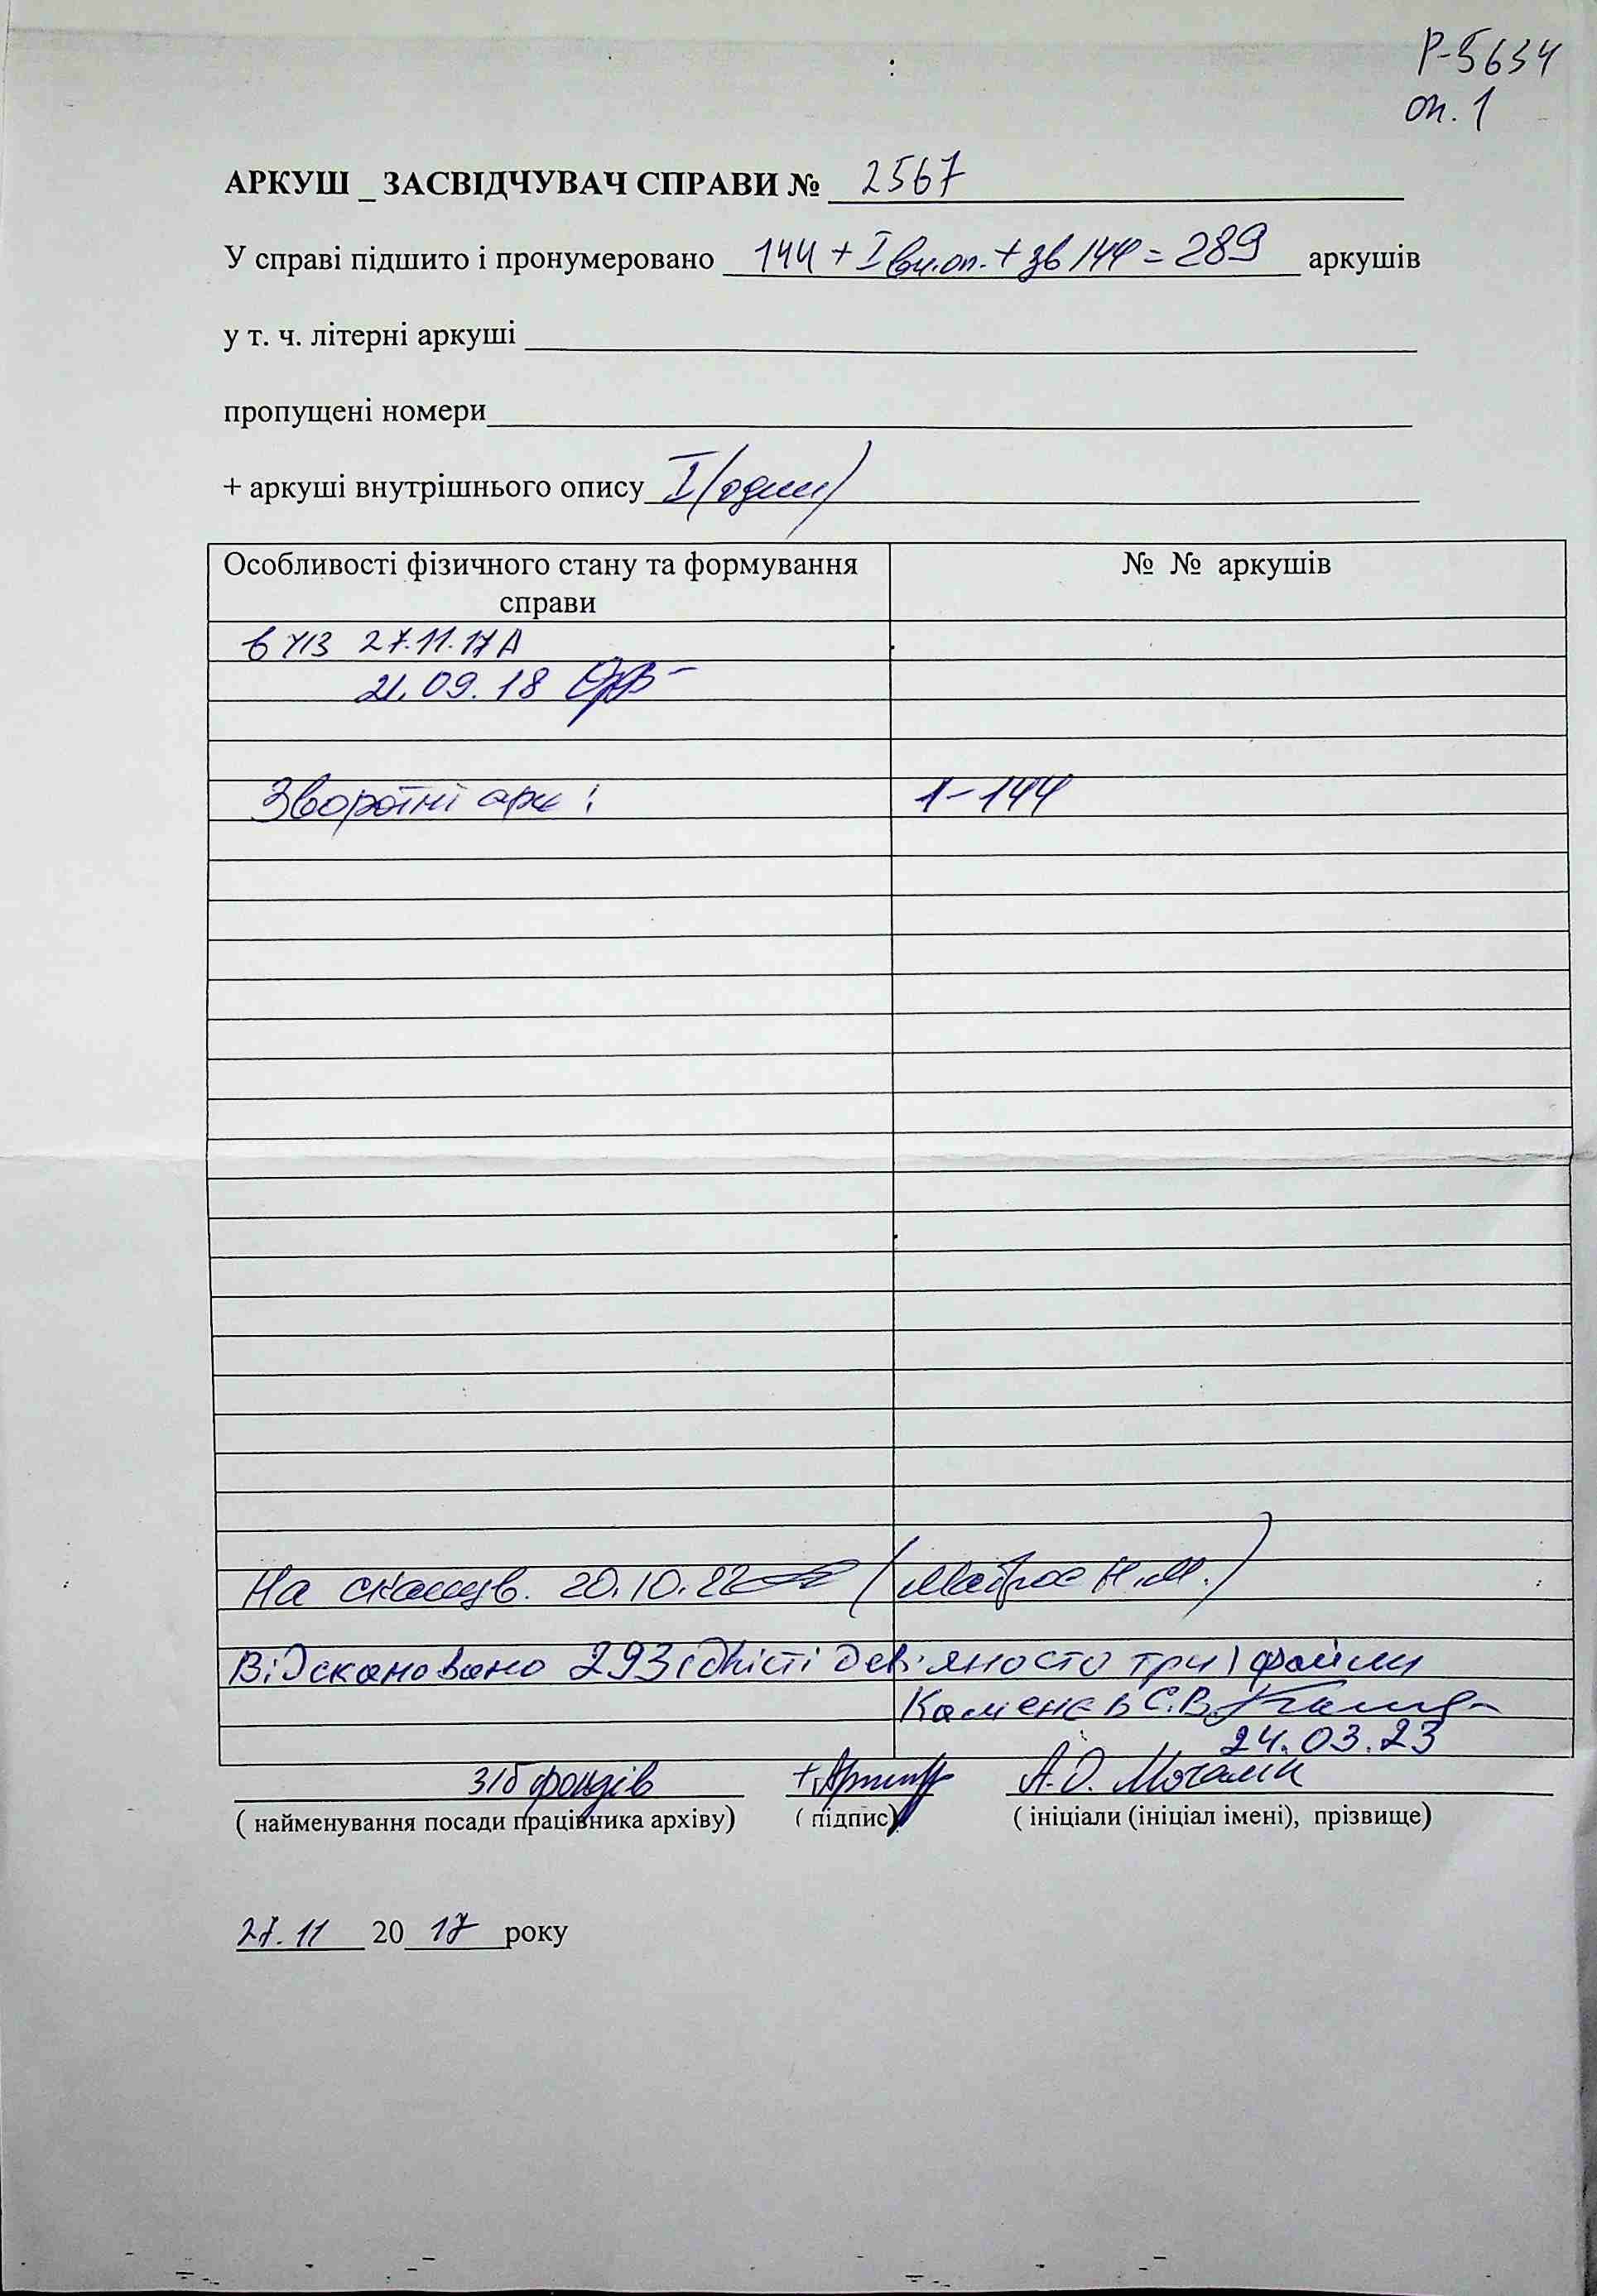 Р-5634
оп. 1
АРКУШ _ ЗАСВІДЧУВАЧ СПРАВИ № 2567
У справі підшито і пронумеровано 144 + I вн.оп. + зв 144 = 289 аркушів
у т. ч. літерні аркуші
пропущені номери
+ аркуші внутрішнього опису I (один)
Особливості фізичного стану та формування справи
№ № аркушів
в ЧЗ 27.11.17
21.09.18
Зворотні арк: 1-144
На сканув. 20.10.22 (Н.М.)
Відскановано 293 (двісті дев'яносто три) файли
Каменєв С.В.
24.03.23
фондів А.О.
( найменування посади працівника архіву) ( підпис) ( ініціали (ініціал імені), прізвище)
27.11 20 17 року